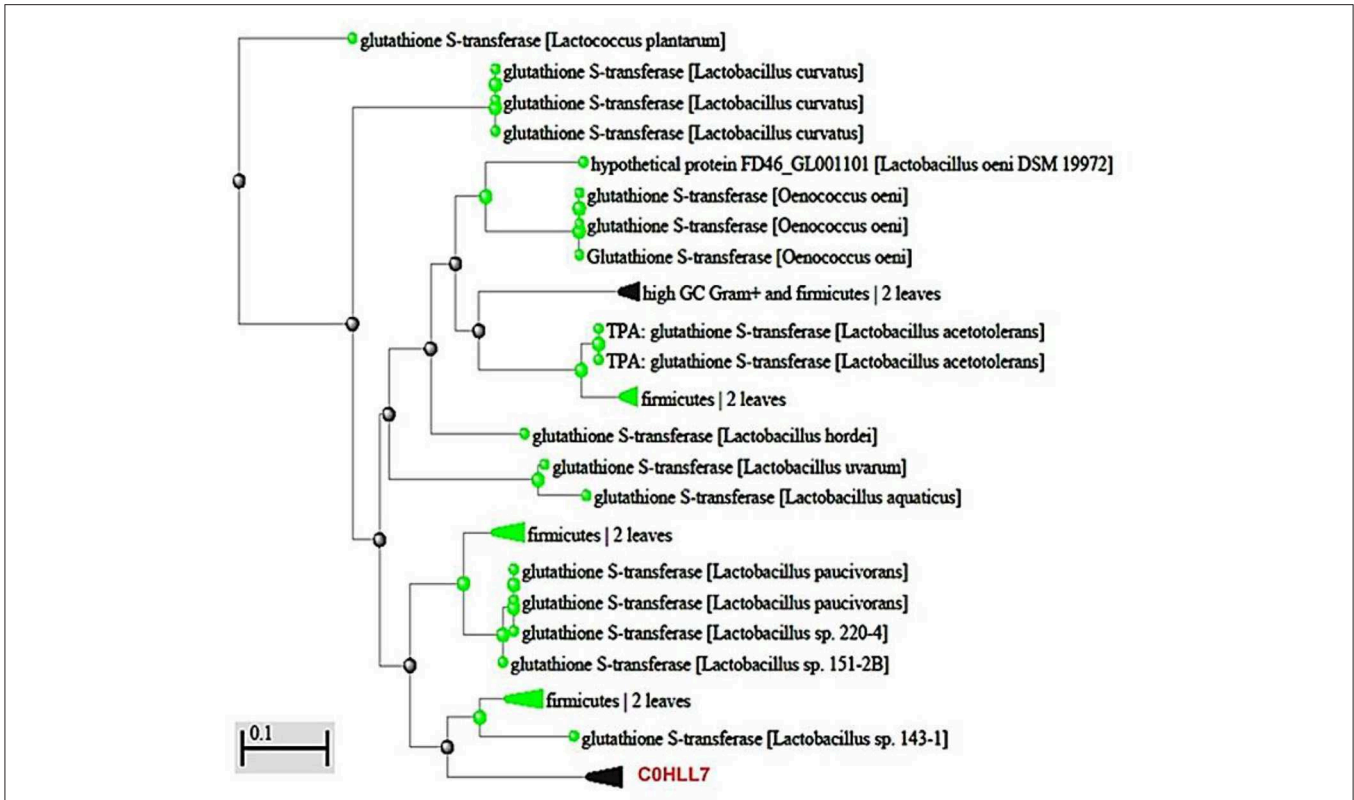 glutathione S-transferase [Lactococcus plantarum]
glutathione S-transferase [Lactobacillus curvatus]
glutathione S-transferase [Lactobacillus curvatus]
glutathione S-transferase [Lactobacillus curvatus]
hypothetical protein FD46_GL001101 [Lactobacillus oeni DSM 19972]
glutathione S-transferase [Oenococcus oeni]
glutathione S-transferase [Oenococcus oeni]
Glutathione S-transferase [Oenococcus oeni]
high GC Gram+ and firmicutes | 2 leaves
TPA: glutathione S-transferase [Lactobacillus acetotolerans]
TPA: glutathione S-transferase [Lactobacillus acetotolerans]
firmicutes | 2 leaves
glutathione S-transferase [Lactobacillus hordei]
glutathione S-transferase [Lactobacillus uvarum]
glutathione S-transferase [Lactobacillus aquaticus]
firmicutes | 2 leaves
glutathione S-transferase [Lactobacillus paucivorans]
glutathione S-transferase [Lactobacillus paucivorans]
glutathione S-transferase [Lactobacillus sp. 220-4]
glutathione S-transferase [Lactobacillus sp. 151-2B]
firmicutes | 2 leaves
0.1
glutathione S-transferase [Lactobacillus sp. 143-1]
C0HLL7